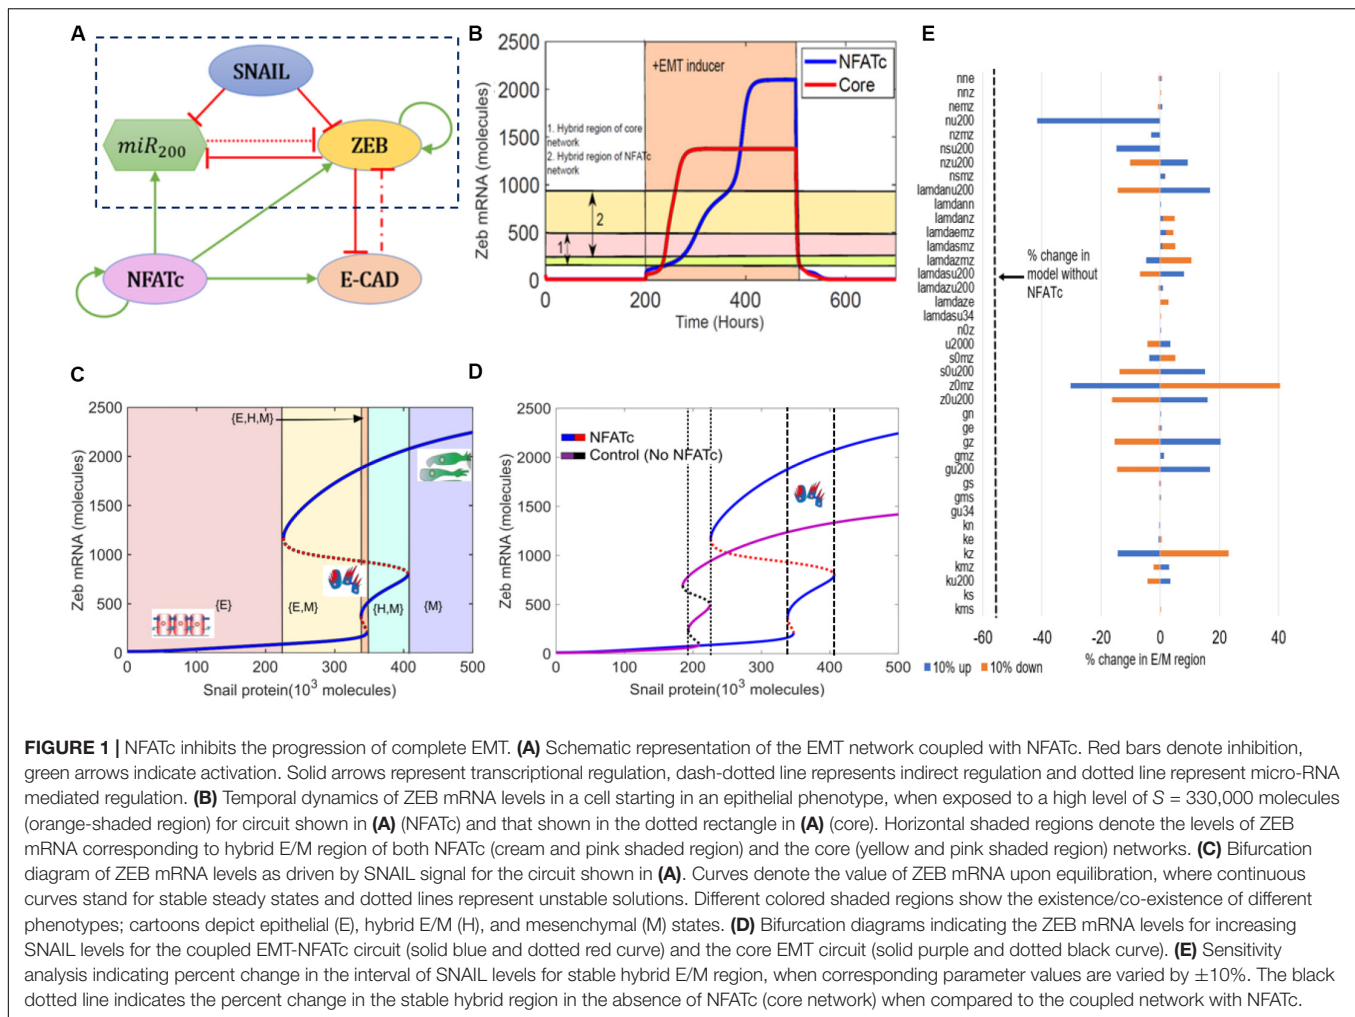 A
SNAIL
miR200
ZEB
NFATc
E-CAD
B
2500
2000
1500
1000
500
0
Zeb mRNA (molecules)
+EMT inducer
NFATc
Core
1. Hybrid region of core
network
2. Hybrid region of NFATc
network
2
1
0
200
400
600
Time (Hours)
C
2500
2000
1500
1000
500
0
Zeb mRNA (molecules)
{E,H,M}
{E}
{E,M}
{H,M}
{M}
0
100
200
300
400
500
Snail protein(10³ molecules)
D
2500
2000
1500
1000
500
0
Zeb mRNA (molecules)
NFATc
Control (No NFATc)
0
100
200
300
400
500
Snail protein(10³ molecules)
E
nne
nnz
nemz
nu200
nzmz
nsu200
nzu200
nsmz
lamdanu200
lamdann
lamdanz
lamdaemz
lamdasmz
lamdazmz
lamdasu200
lamdazu200
lamdaze
lamdasu34
n0z
u2000
s0mz
s0u200
z0mz
z0u200
gn
ge
gz
gmz
gu200
gs
gms
gu34
kn
ke
kz
kmz
ku200
ks
kms
% change in
model without
NFATc
-60
-40
-20
0
20
40
% change in E/M region
10% up
10% down
FIGURE 1 | NFATc inhibits the progression of complete EMT. (A) Schematic representation of the EMT network coupled with NFATc. Red bars denote inhibition,
green arrows indicate activation. Solid arrows represent transcriptional regulation, dash-dotted line represents indirect regulation and dotted line represent micro-RNA
mediated regulation. (B) Temporal dynamics of ZEB mRNA levels in a cell starting in an epithelial phenotype, when exposed to a high level of S = 330,000 molecules
(orange-shaded region) for circuit shown in (A) (NFATc) and that shown in the dotted rectangle in (A) (core). Horizontal shaded regions denote the levels of ZEB
mRNA corresponding to hybrid E/M region of both NFATc (cream and pink shaded region) and the core (yellow and pink shaded region) networks. (C) Bifurcation
diagram of ZEB mRNA levels as driven by SNAIL signal for the circuit shown in (A). Curves denote the value of ZEB mRNA upon equilibration, where continuous
curves stand for stable steady states and dotted lines represent unstable solutions. Different colored shaded regions show the existence/co-existence of different
phenotypes; cartoons depict epithelial (E), hybrid E/M (H), and mesenchymal (M) states. (D) Bifurcation diagrams indicating the ZEB mRNA levels for increasing
SNAIL levels for the coupled EMT-NFATc circuit (solid blue and dotted red curve) and the core EMT circuit (solid purple and dotted black curve). (E) Sensitivity
analysis indicating percent change in the interval of SNAIL levels for stable hybrid E/M region, when corresponding parameter values are varied by ±10%. The black
dotted line indicates the percent change in the stable hybrid region in the absence of NFATc (core network) when compared to the coupled network with NFATc.